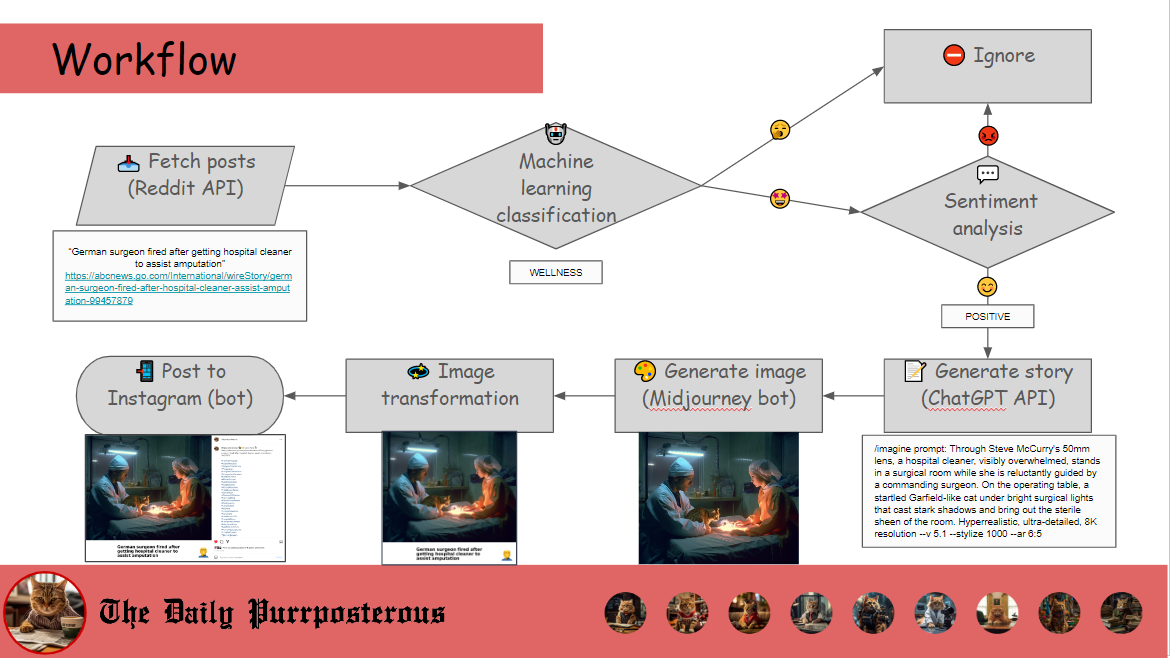 Workflow
Ignore
Fetch posts
(Reddit API)
Machine
learning
classification
Sentiment
analysis
"German surgeon fired after getting hospital cleaner
to assist amputation"
https://abcnews.go.com/International/wireStory/germ
an-surgeon-fired-after-hospital-cleaner-assist-amput
ation-99457879
WELLNESS
POSITIVE
Post to
Instagram (bot)
Image
transformation
Generate image
(Midjourney bot)
Generate story
(ChatGPT API)
/imagine prompt: Through Steve McCurry's 50mm
lens, a hospital cleaner, visibly overwhelmed, stands
in a surgical room while she is reluctantly guided by
a commanding surgeon. On the operating table, a
startled Garfield-like cat under bright surgical lights
that cast stark shadows and bring out the sterile
sheen of the room. Hyperrealistic, ultra-detailed, 8K
resolution --v 5.1 --stylize 1000 --ar 6:5
German surgeon fired after
getting hospital cleaner to
assist amputation
German surgeon fired after
getting hospital cleaner to
assist amputation
The Daily Purrposterous